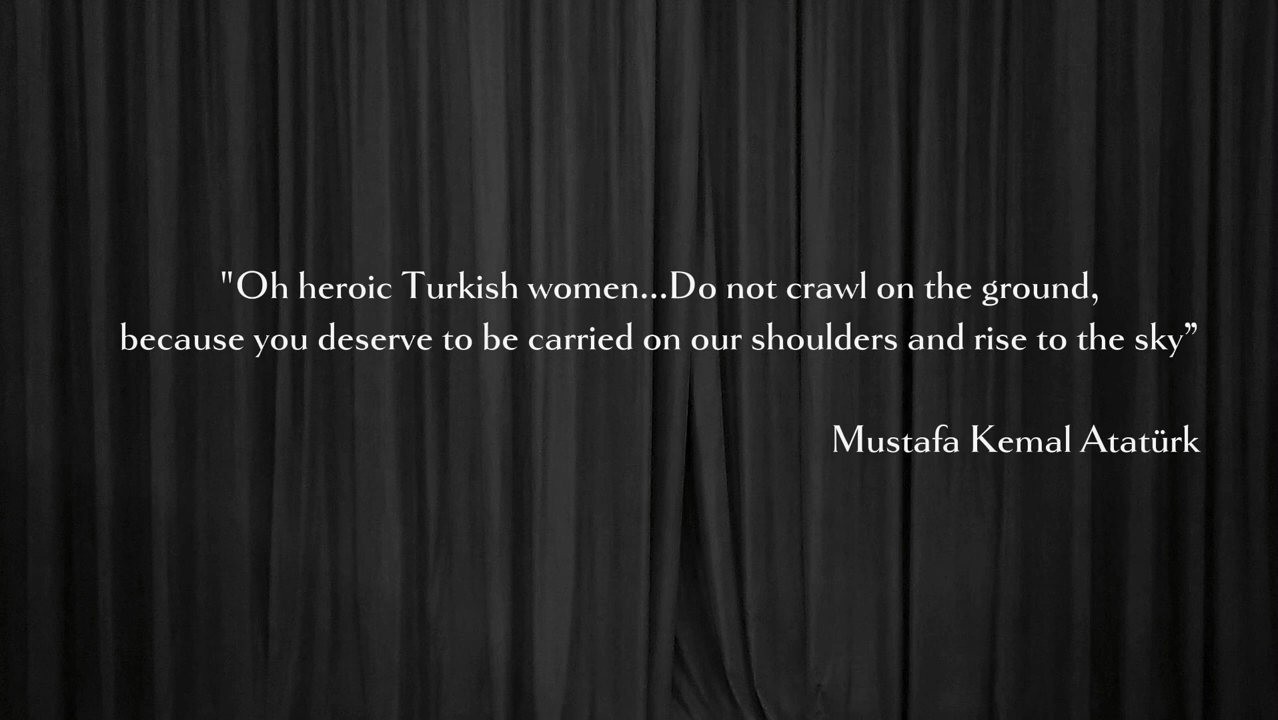 "Oh heroic Turkish women...Do not crawl on the ground,
because you deserve to be carried on our shoulders and rise to the sky”
Mustafa Kemal Atatürk